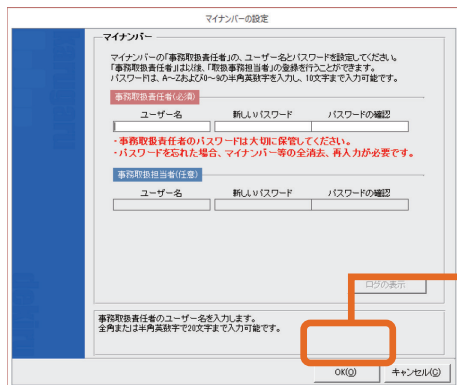 マイナンバーの設定
マイナンバー
マイナンバーの「事務取扱責任者」の、ユーザー名とパスワードを設定してください。
「事務取扱責任者」は以後、「取扱事務担当者」の登録を行うことができます。
パスワードは、A～Zおよび0～9の半角英数字を入力し、10文字まで入力可能です。
事務取扱責任者(必須)
ユーザー名 新しいパスワード パスワードの確認
・事務取扱責任者のパスワードは大切に保管してください。
・パスワードを忘れた場合、マイナンバー等の全消去、再入力が必要です。
事務取扱担当者(任意)
ユーザー名 新しいパスワード パスワードの確認
ログの表示
事務取扱責任者のユーザー名を入力します。
全角または半角英数字で20文字まで入力可能です。
OK(O) キャンセル(C)